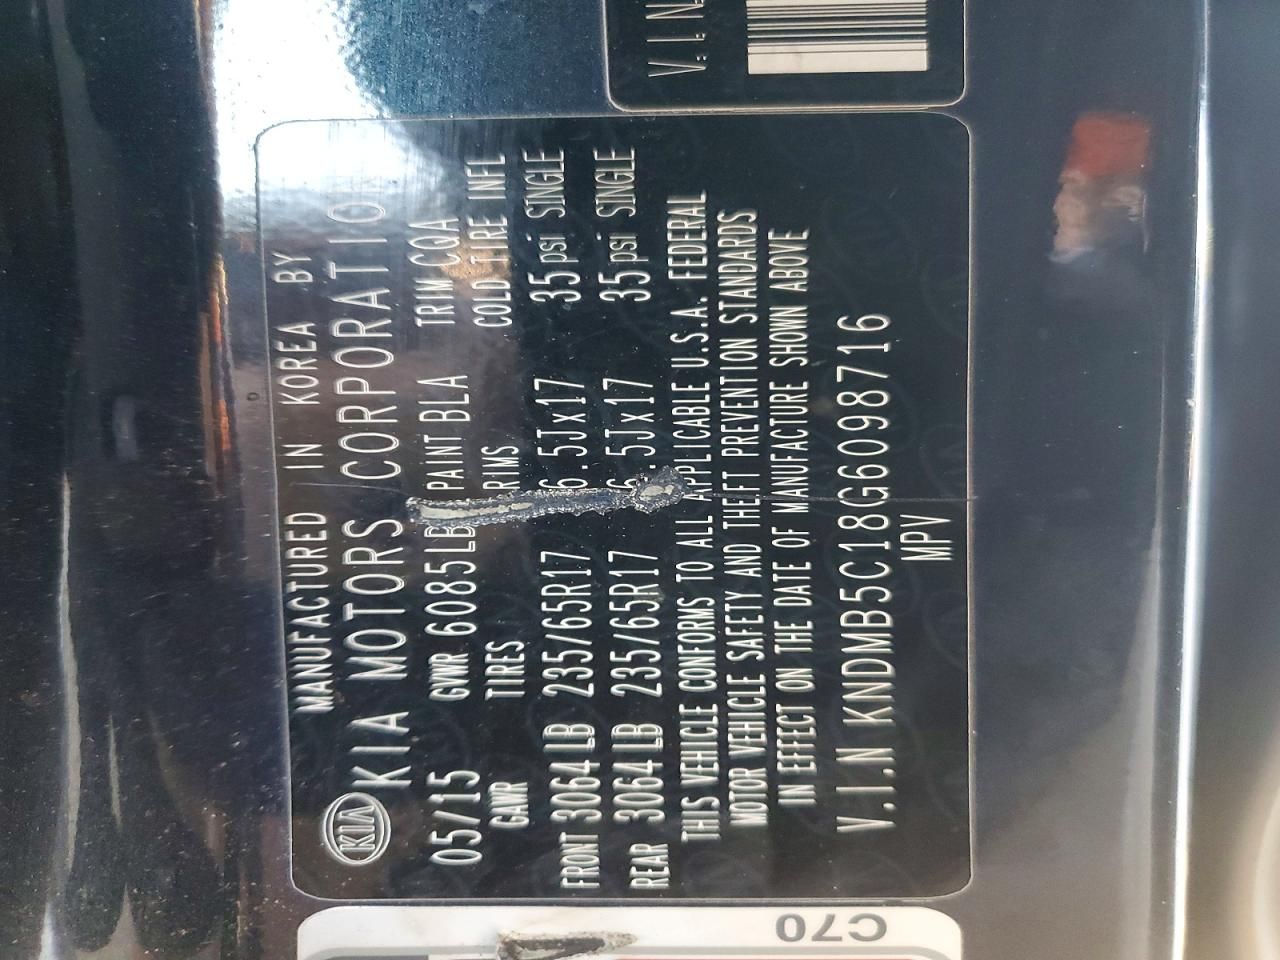 MANUFACTURED IN KOREA BY
KIA KIA MOTORS CORPORATION
05/15 GVWR 6085LB PAINT BLA TRIM CQA
GAWR TIRES RIMS COLD TIRE INFL
FRONT 3064LB 235/65R17 6.5Jx17 35psi SINGLE
REAR 3064LB 235/65R17 6.5Jx17 35psi SINGLE
THIS VEHICLE CONFORMS TO ALL APPLICABLE U.S.A. FEDERAL
MOTOR VEHICLE SAFETY AND THEFT PREVENTION STANDARDS
IN EFFECT ON THE DATE OF MANUFACTURE SHOWN ABOVE
V.I.N KNDMB5C18G6098716
MPV
V.I.N
C70